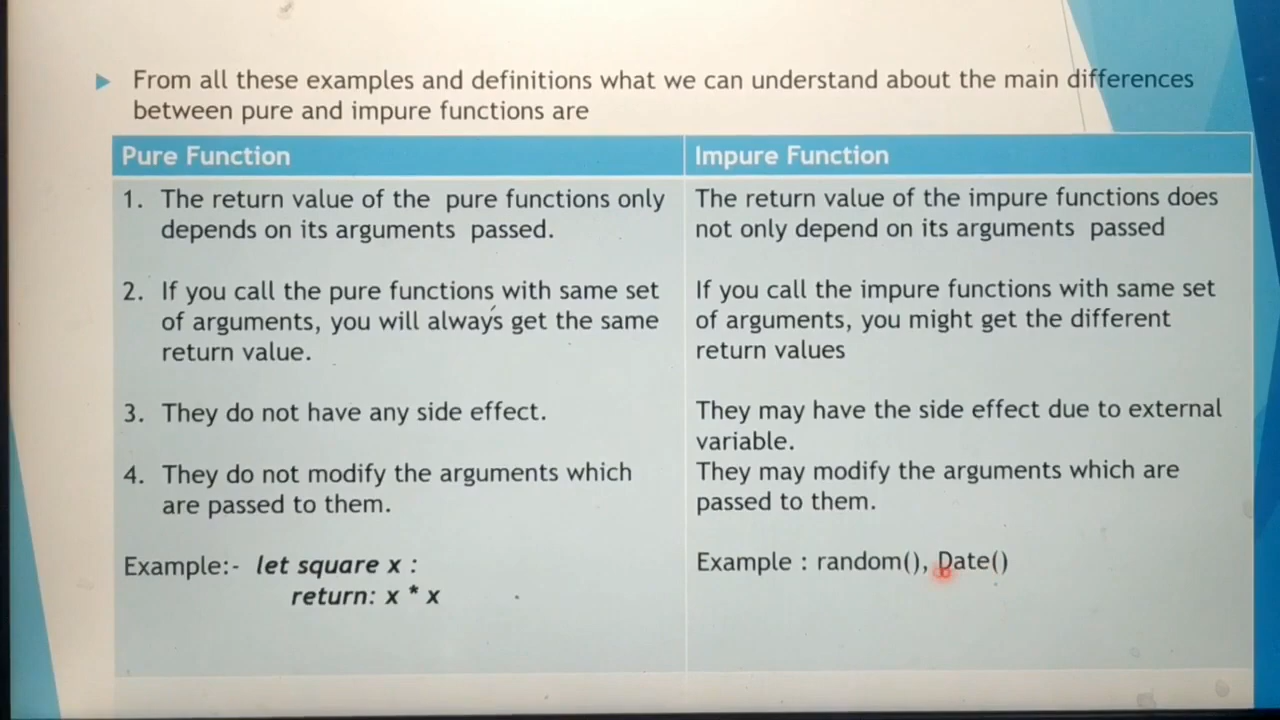 From all these examples and definitions what we can understand about the main differences
between pure and impure functions are
Pure Function
Impure Function
1. The return value of the pure functions only
depends on its arguments passed.
2. If you call the pure functions with same set
of arguments, you will always get the same
return value.
3. They do not have any side effect.
4. They do not modify the arguments which
are passed to them.
Example:- let square x :
return: x * x
The return value of the impure functions does
not only depend on its arguments passed
If you call the impure functions with same set
of arguments, you might get the different
return values
They may have the side effect due to external
variable.
They may modify the arguments which are
passed to them.
Example : random(), Date()